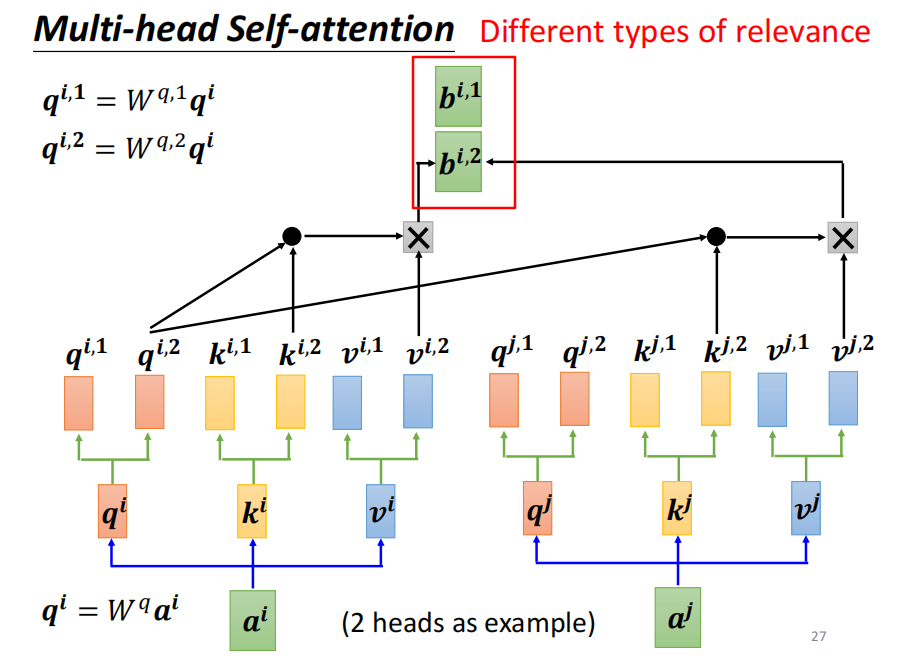 Multi-head Self-attention Different types of relevance
q^{i,1} = W^{q,1}q^i
q^{i,2} = W^{q,2}q^i
b^{i,1}
b^{i,2}
q^{i,1} q^{i,2} k^{i,1} k^{i,2} v^{i,1} v^{i,2} q^{j,1} q^{j,2} k^{j,1} k^{j,2} v^{j,1} v^{j,2}
q^i k^i v^i q^j k^j v^j
q^i = W^q a^i
a^i (2 heads as example) a^j
27